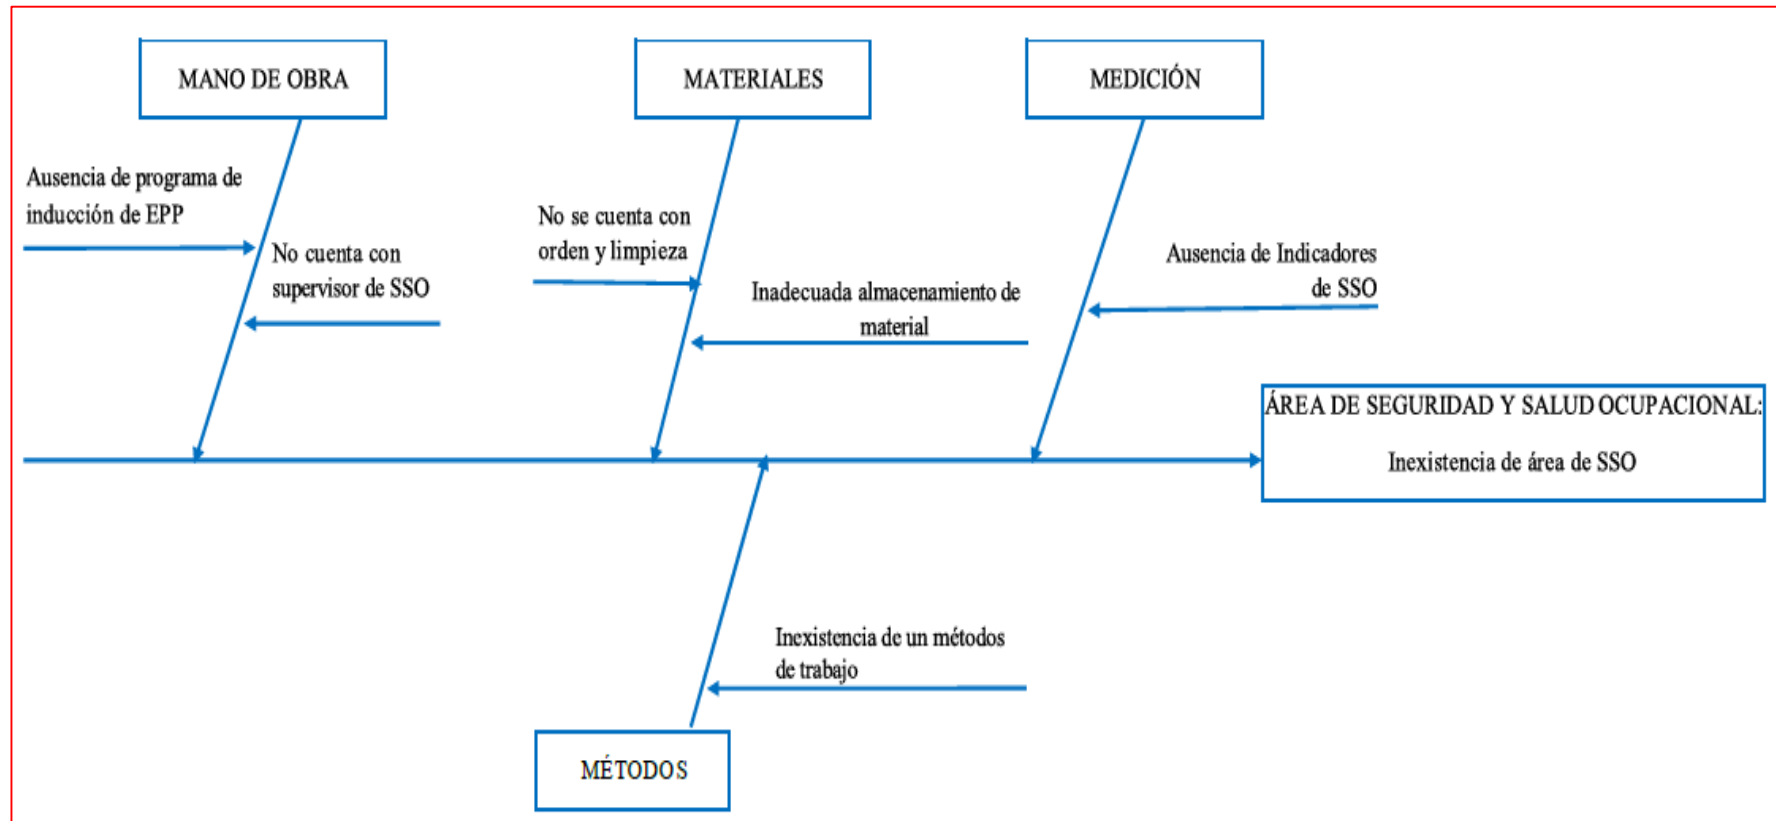 MANO DE OBRA
MATERIALES
MEDICIÓN
Ausencia de programa de
inducción de EPP
No cuenta con
supervisor de SSO
No se cuenta con
orden y limpieza
Inadecuada almacenamiento de
material
Ausencia de Indicadores
de SSO
ÁREA DE SEGURIDAD Y SALUD OCUPACIONAL:
Inexistencia de área de SSO
Inexistencia de un métodos
de trabajo
MÉTODOS